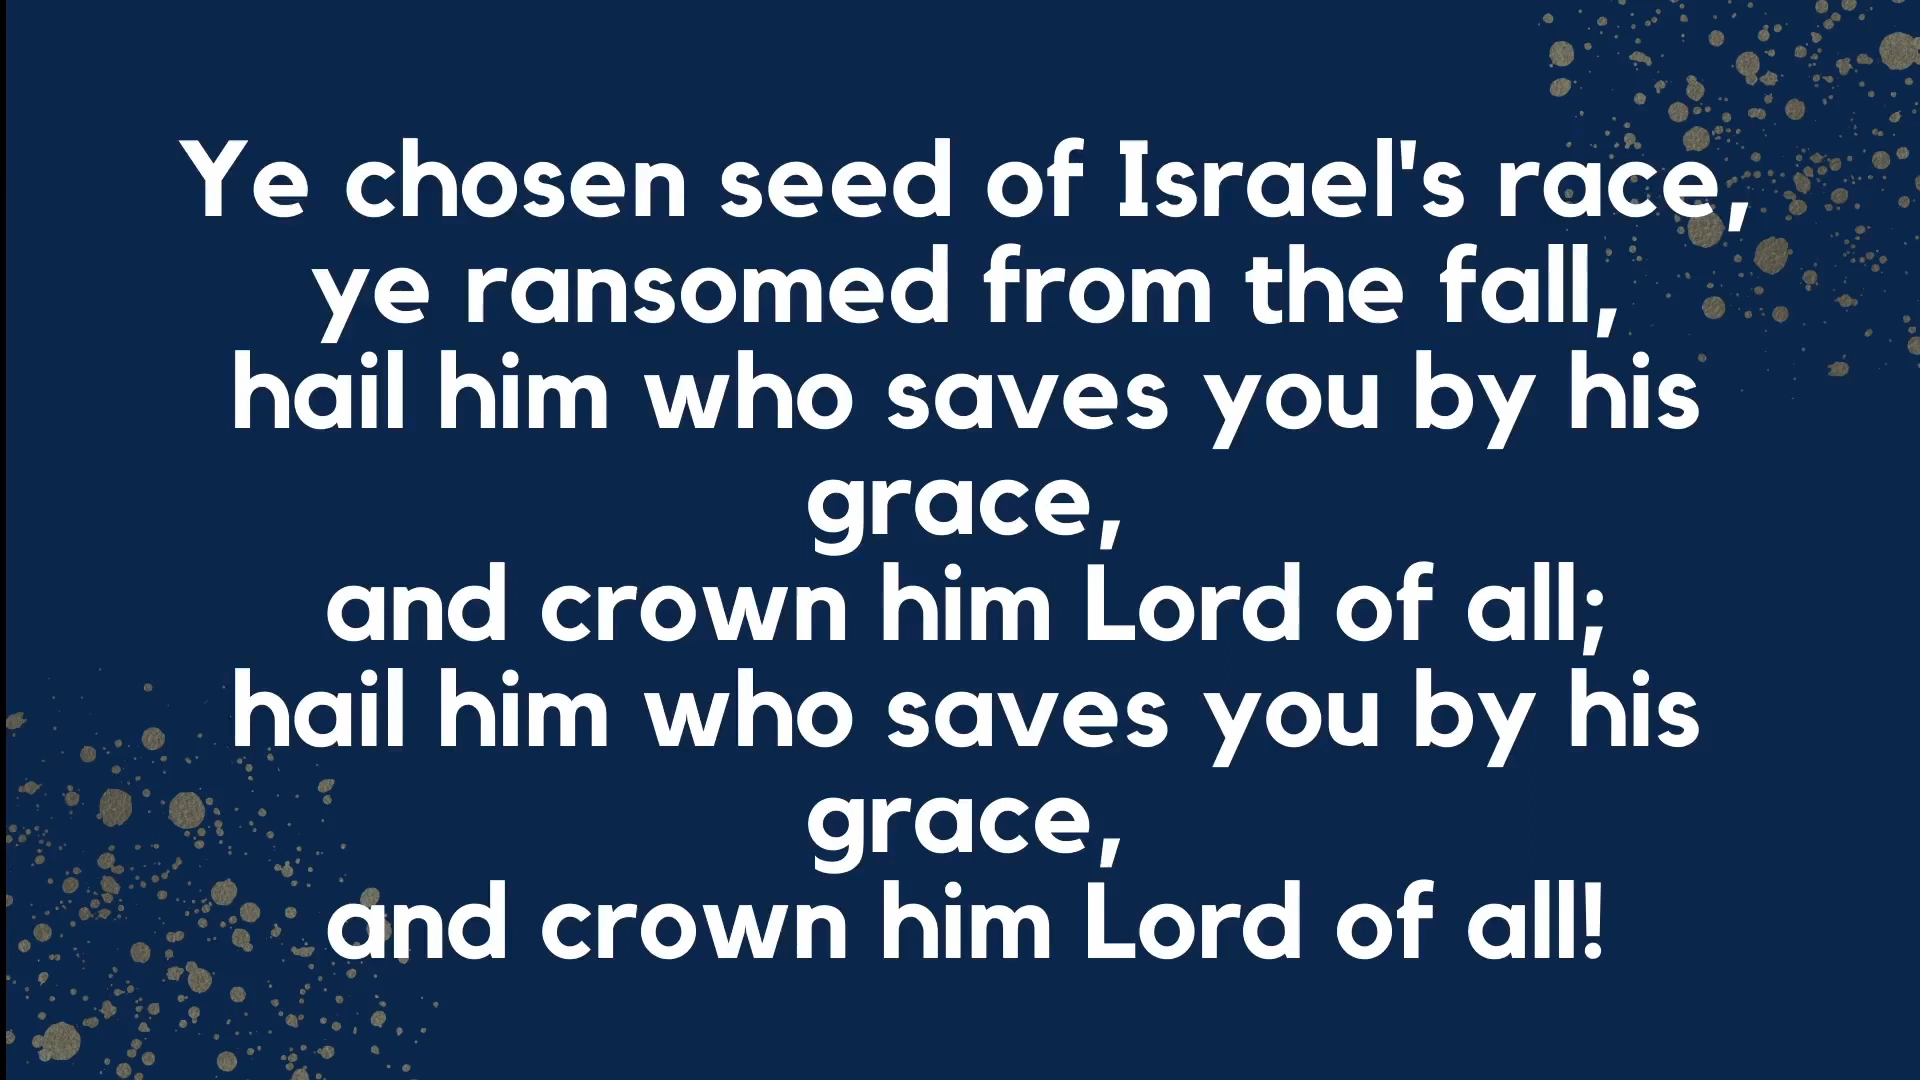 Ye chosen seed of Israel's race,
ye ransomed from the fall,
hail him who saves you by his
grace,
and crown him Lord of all;
hail him who saves you by his
grace,
and crown him Lord of all!